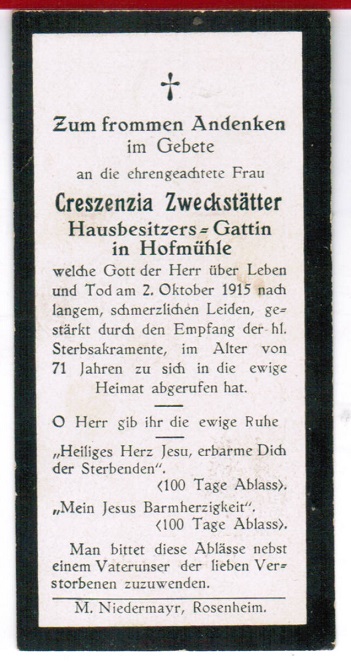 Zum frommen Andenken
im Gebete
an die ehrengeachtete Frau
Creszenzia Zweckstätter
Hausbesitzers=Gattin
in Hofmühle
welche Gott der Herr über Leben
und Tod am 2. Oktober 1915 nach
langem, schmerzlichen Leiden, ge=
stärkt durch den Empfang der hl.
Sterbsakramente, im Alter von
71 Jahren zu sich in die ewige
Heimat abgerufen hat.
O Herr gib ihr die ewige Ruhe
„Heiliges Herz Jesu, erbarme Dich
der Sterbenden“.
⟨100 Tage Ablass⟩.
„Mein Jesus Barmherzigkeit“.
⟨100 Tage Ablass⟩.
Man bittet diese Ablässe nebst
einem Vaterunser der lieben Ver=
storbenen zuzuwenden.
M. Niedermayr, Rosenheim.